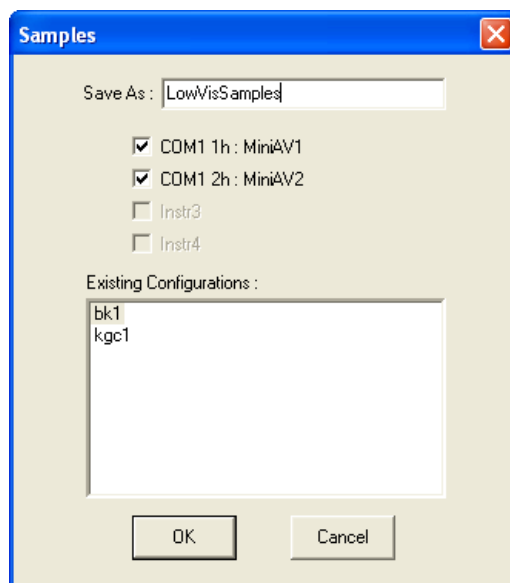 Samples
Save As : LowVisSamples
COM1 1h : MiniAV1
COM1 2h : MiniAV2
Instr3
Instr4
Existing Configurations :
bk1
kgc1
OK Cancel